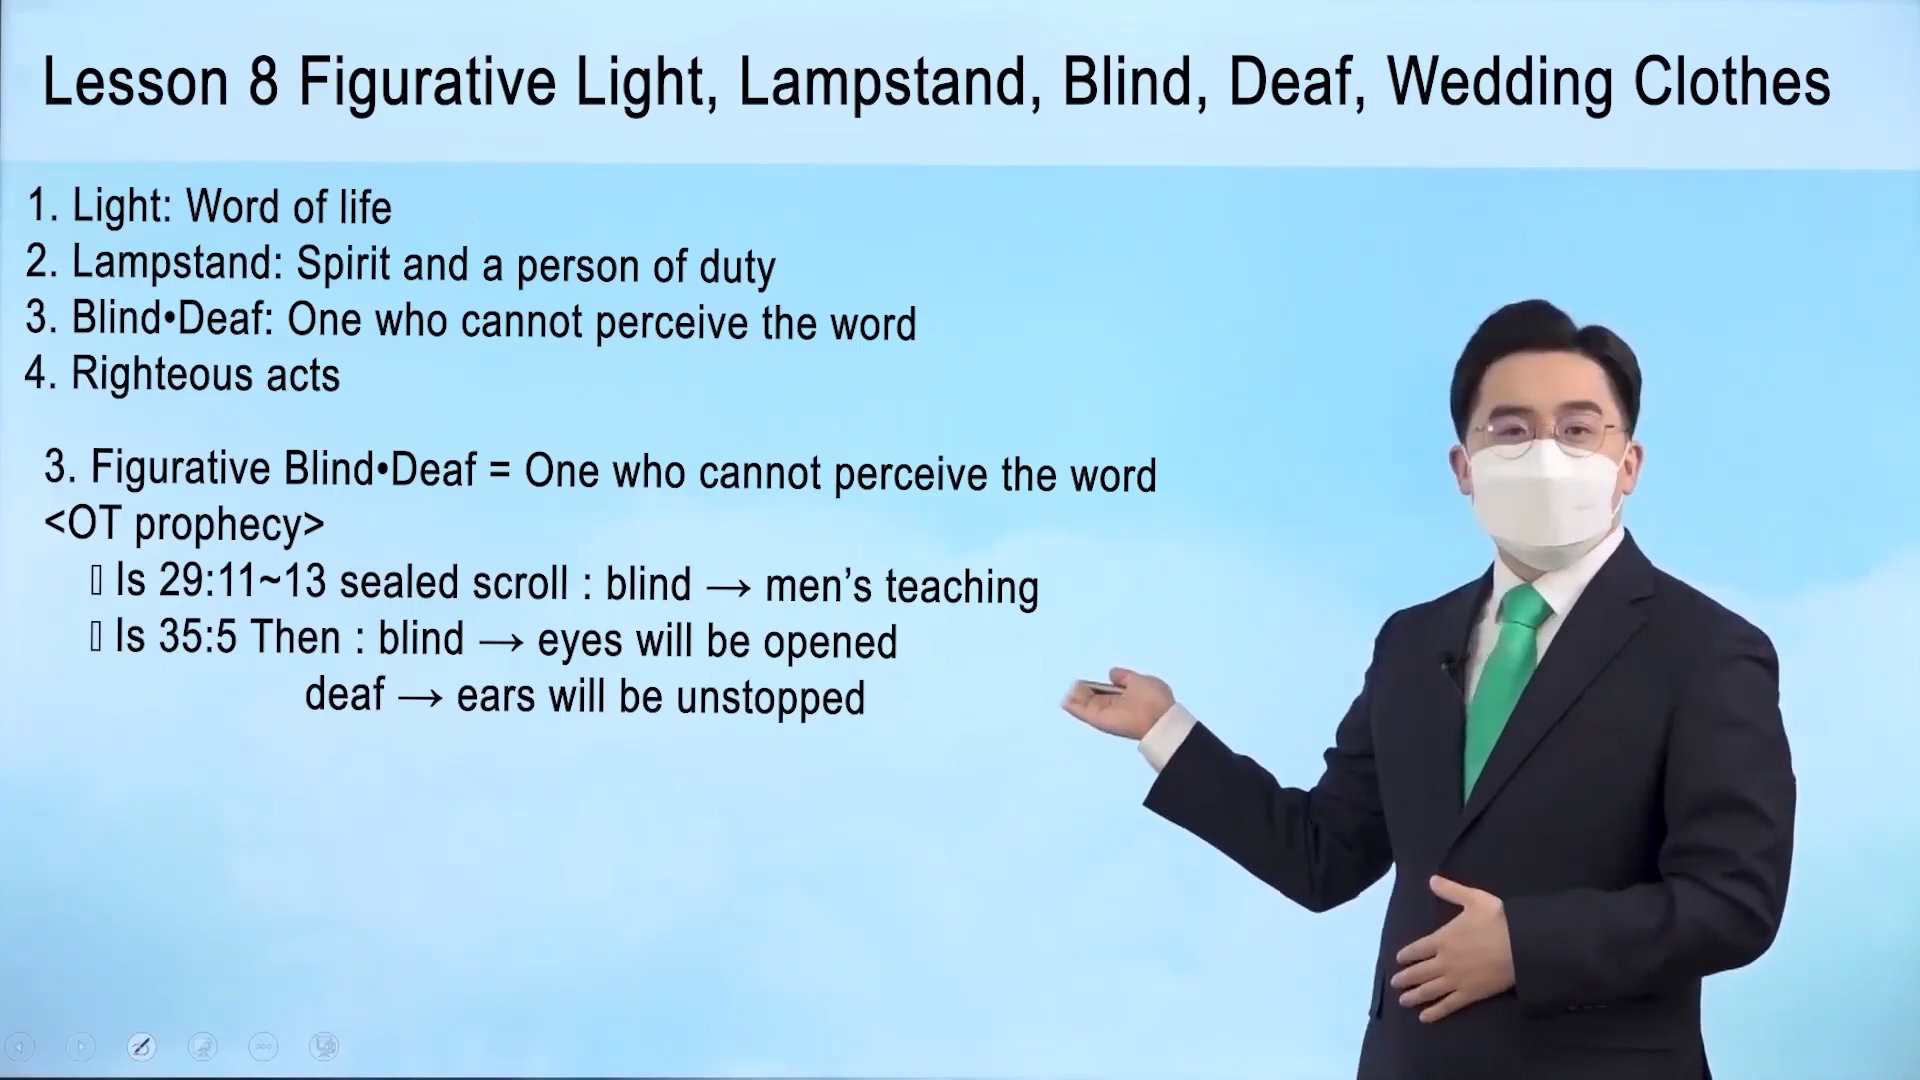 Lesson 8 Figurative Light, Lampstand, Blind, Deaf, Wedding Clothes
1. Light: Word of life
2. Lampstand: Spirit and a person of duty
3. Blind•Deaf: One who cannot perceive the word
4. Righteous acts
3. Figurative Blind•Deaf = One who cannot perceive the word
<OT prophecy>
▯ Is 29:11~13 sealed scroll : blind → men’s teaching
▯ Is 35:5 Then : blind → eyes will be opened
deaf → ears will be unstopped